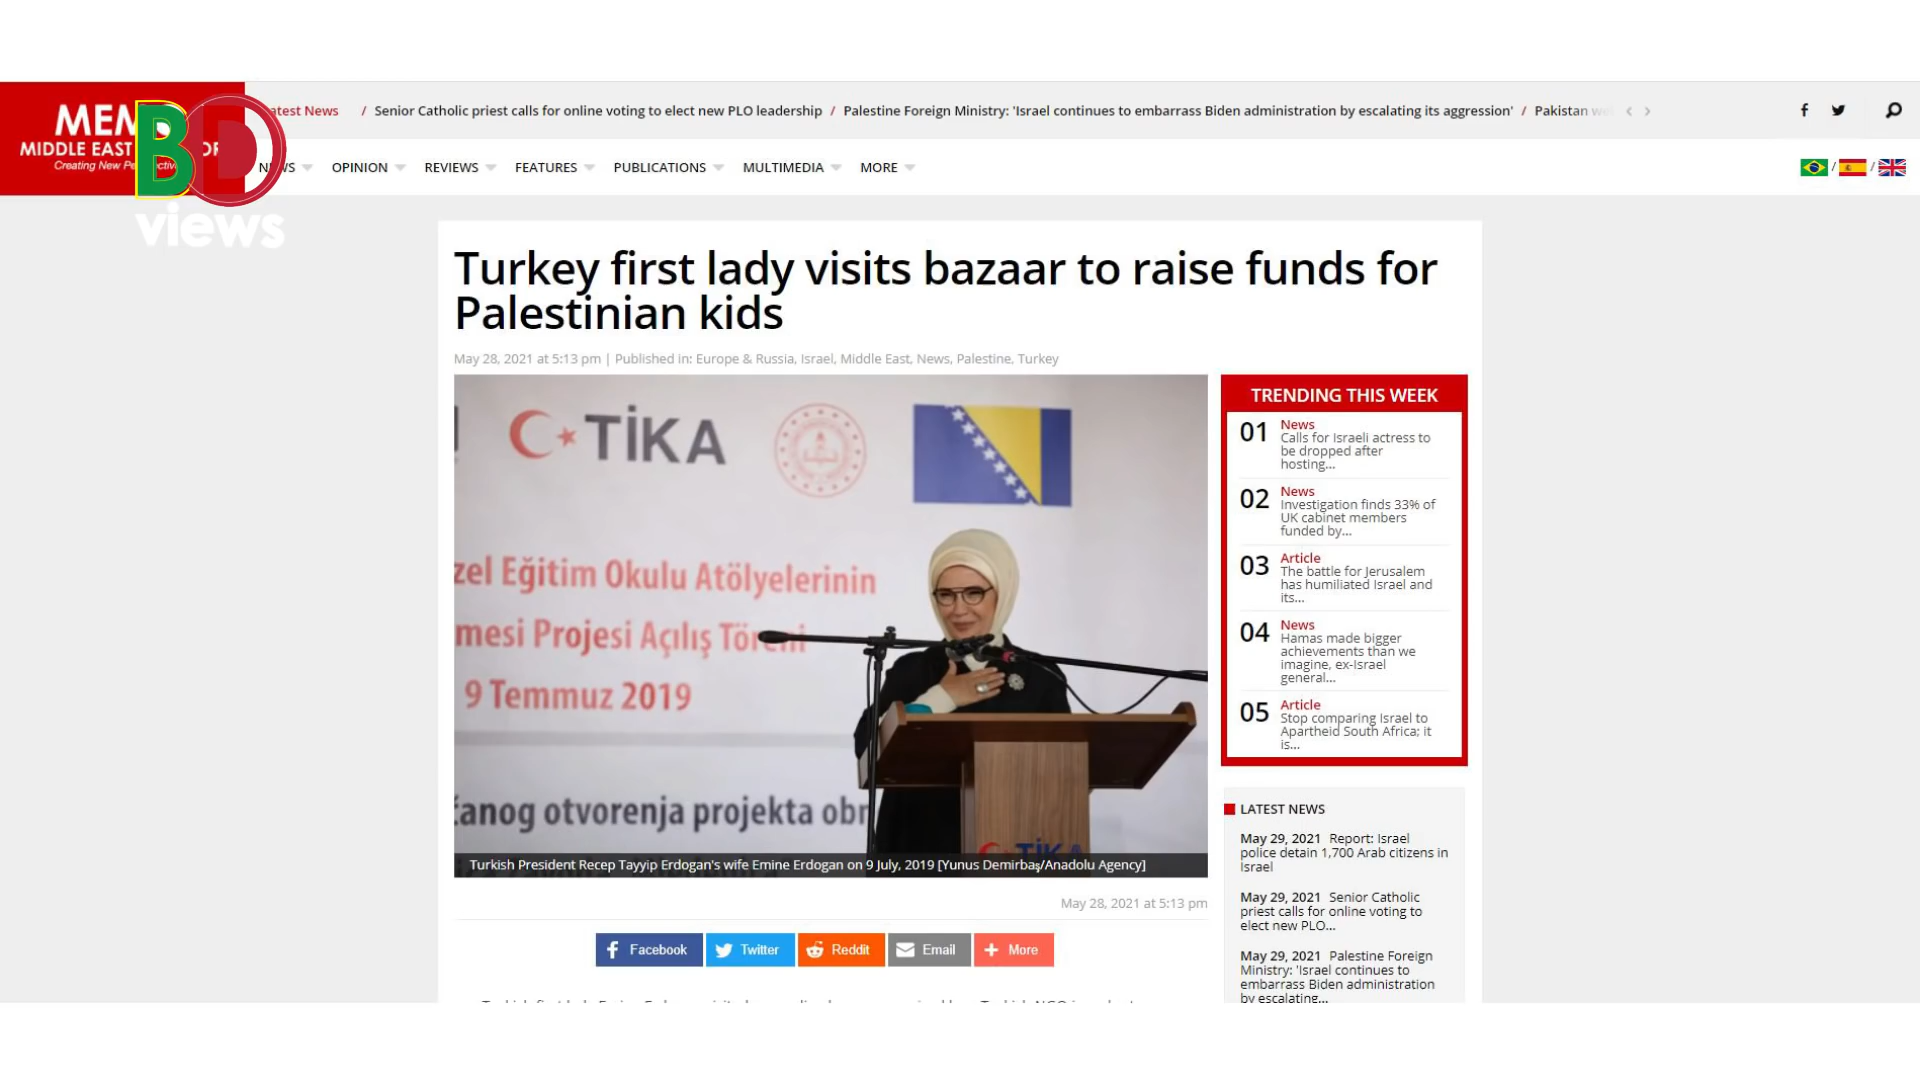 MEM
MIDDLE EAST
Creating New Pe
BD
views
atest News / Senior Catholic priest calls for online voting to elect new PLO leadership / Palestine Foreign Ministry: 'Israel continues to embarrass Biden administration by escalating its aggression' / Pakistan
NEWS OPINION REVIEWS FEATURES PUBLICATIONS MULTIMEDIA MORE
Turkey first lady visits bazaar to raise funds for
Palestinian kids
May 28, 2021 at 5:13 pm | Published in: Europe & Russia, Israel, Middle East, News, Palestine, Turkey
TİKA
zel Eğitim Okulu Atölyelerinin
mesi Projesi Açılış Töreni
9 Temmuz 2019
čanog otvorenja projekta obr
TİKA
Turkish President Recep Tayyip Erdogan's wife Emine Erdogan on 9 July, 2019 [Yunus Demirbaş/Anadolu Agency]
May 28, 2021 at 5:13 pm
Facebook Twitter Reddit Email More
TRENDING THIS WEEK
01 News
Calls for Israeli actress to
be dropped after
hosting...
02 News
Investigation finds 33% of
UK cabinet members
funded by...
03 Article
The battle for Jerusalem
has humiliated Israel and
its...
04 News
Hamas made bigger
achievements than we
imagine, ex-Israel
general...
05 Article
Stop comparing Israel to
Apartheid South Africa; it
is...
LATEST NEWS
May 29, 2021 Report: Israel
police detain 1,700 Arab citizens in
Israel
May 29, 2021 Senior Catholic
priest calls for online voting to
elect new PLO...
May 29, 2021 Palestine Foreign
Ministry: 'Israel continues to
embarrass Biden administration
by escalating...